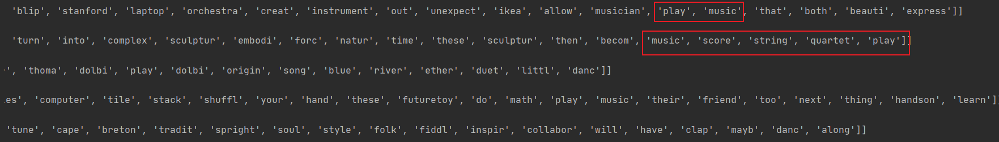 'blip', 'stanford', 'laptop', 'orchestra', 'creat', 'instrument', 'out', 'unexpect', 'ikea', 'allow', 'musician', 'play', 'music', 'that', 'both', 'beauti', 'express']]
'turn', 'into', 'complex', 'sculptur', 'embodi', 'forc', 'natur', 'time', 'these', 'sculptur', 'then', 'becom', 'music', 'score', 'string', 'quartet', 'play']]
', 'thoma', 'dolbi', 'play', 'dolbi', 'origin', 'song', 'blue', 'river', 'ether', 'duet', 'littl', 'danc']]
es', 'computer', 'tile', 'stack', 'shuffl', 'your', 'hand', 'these', 'futuretoy', 'do', 'math', 'play', 'music', 'their', 'friend', 'too', 'next', 'thing', 'handson', 'learn']]
'tune', 'cape', 'breton', 'tradit', 'spright', 'soul', 'style', 'folk', 'fiddl', 'inspir', 'collabor', 'will', 'have', 'clap', 'mayb', 'danc', 'along']]